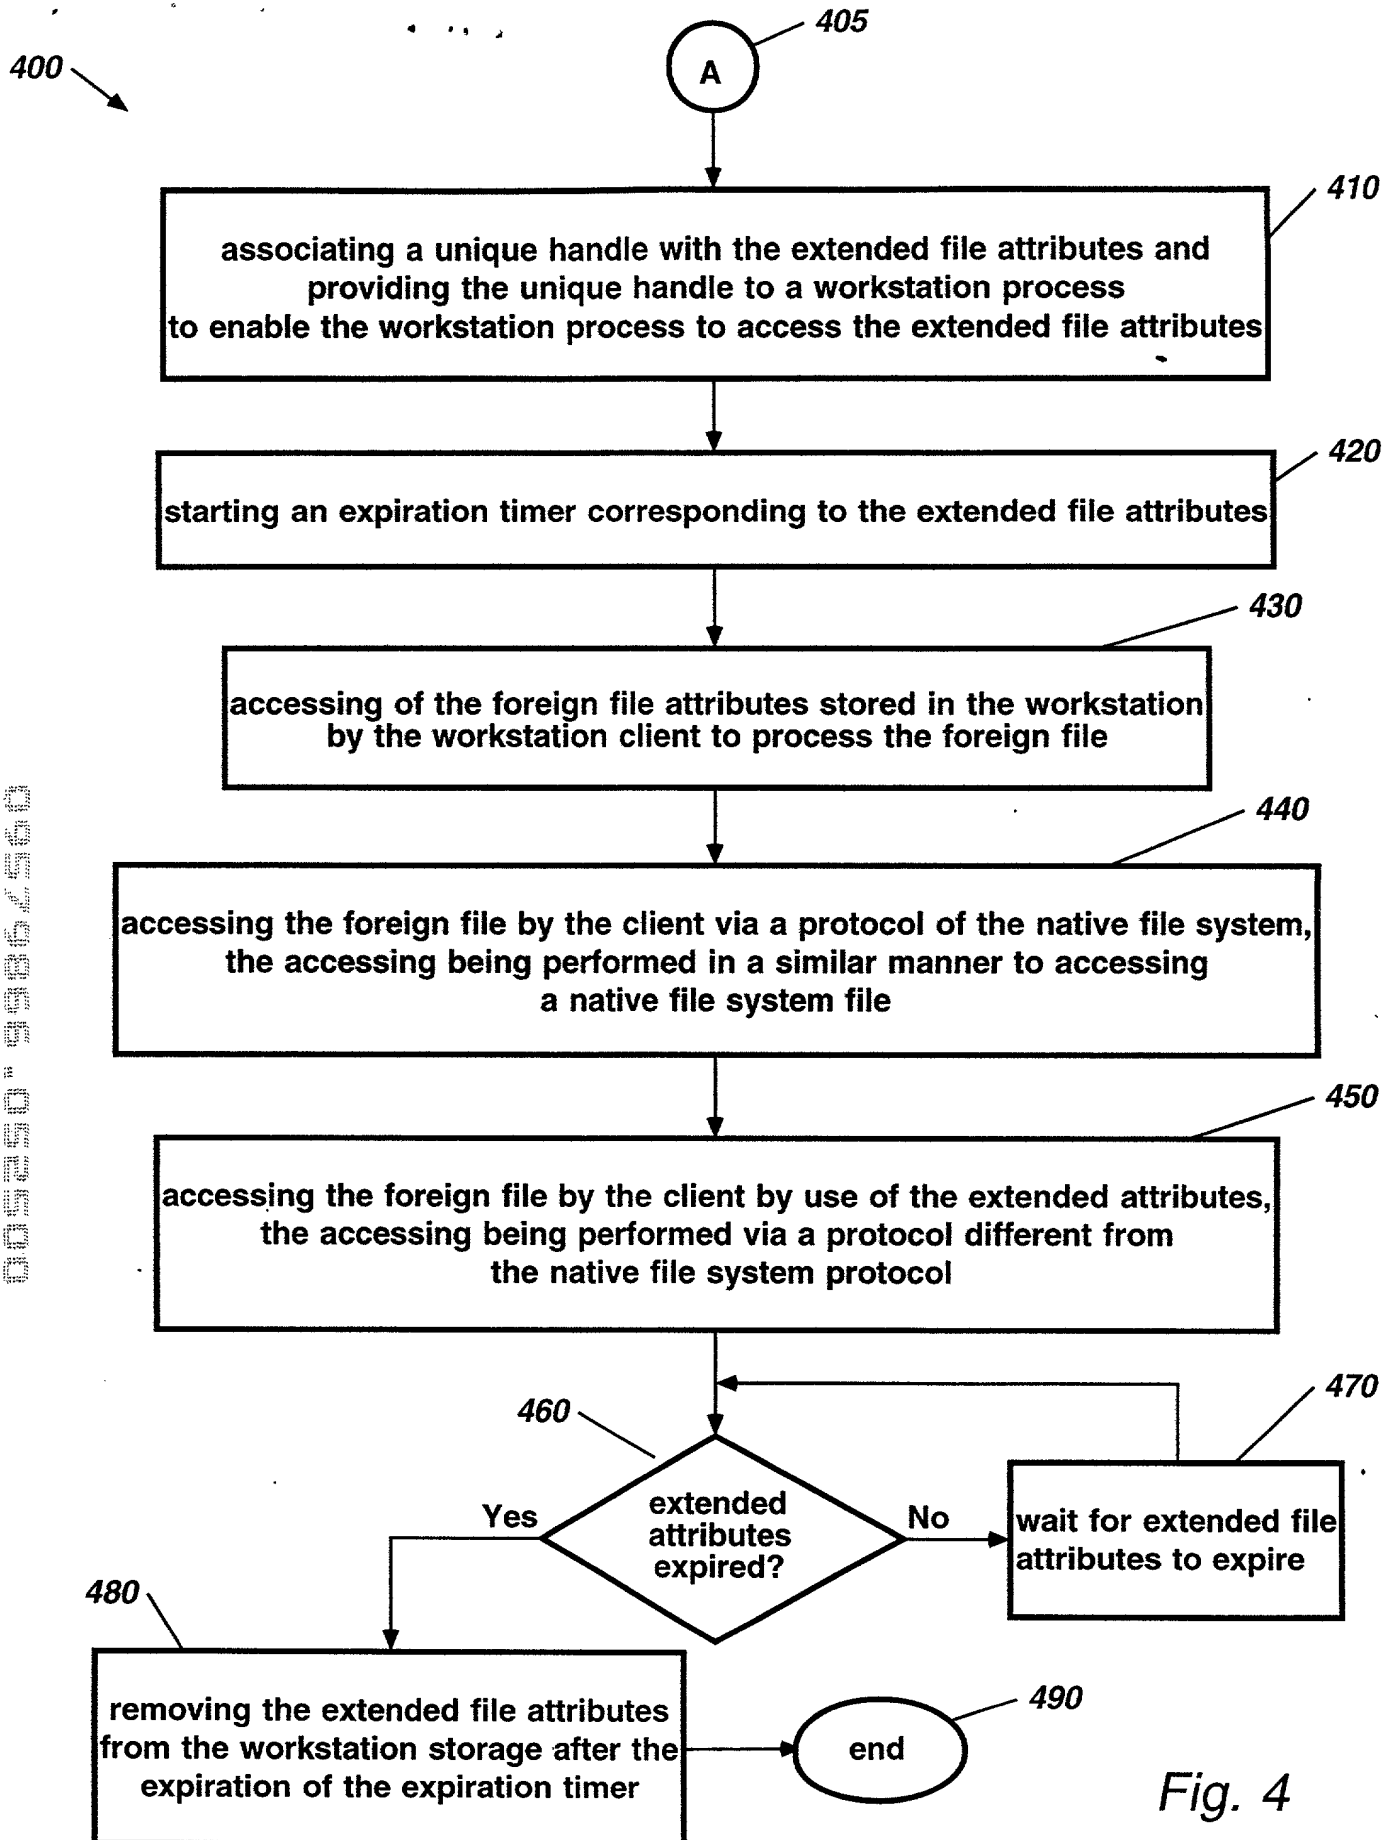 405
400
A
410
associating a unique handle with the extended file attributes and
providing the unique handle to a workstation process
to enable the workstation process to access the extended file attributes
420
starting an expiration timer corresponding to the extended file attributes
430
accessing of the foreign file attributes stored in the workstation
by the workstation client to process the foreign file
440
accessing the foreign file by the client via a protocol of the native file system,
the accessing being performed in a similar manner to accessing
a native file system file
450
accessing the foreign file by the client by use of the extended attributes,
the accessing being performed via a protocol different from
the native file system protocol
460
470
extended
attributes
expired?
Yes
No
wait for extended file
attributes to expire
480
removing the extended file attributes
from the workstation storage after the
expiration of the expiration timer
490
end
Fig. 4